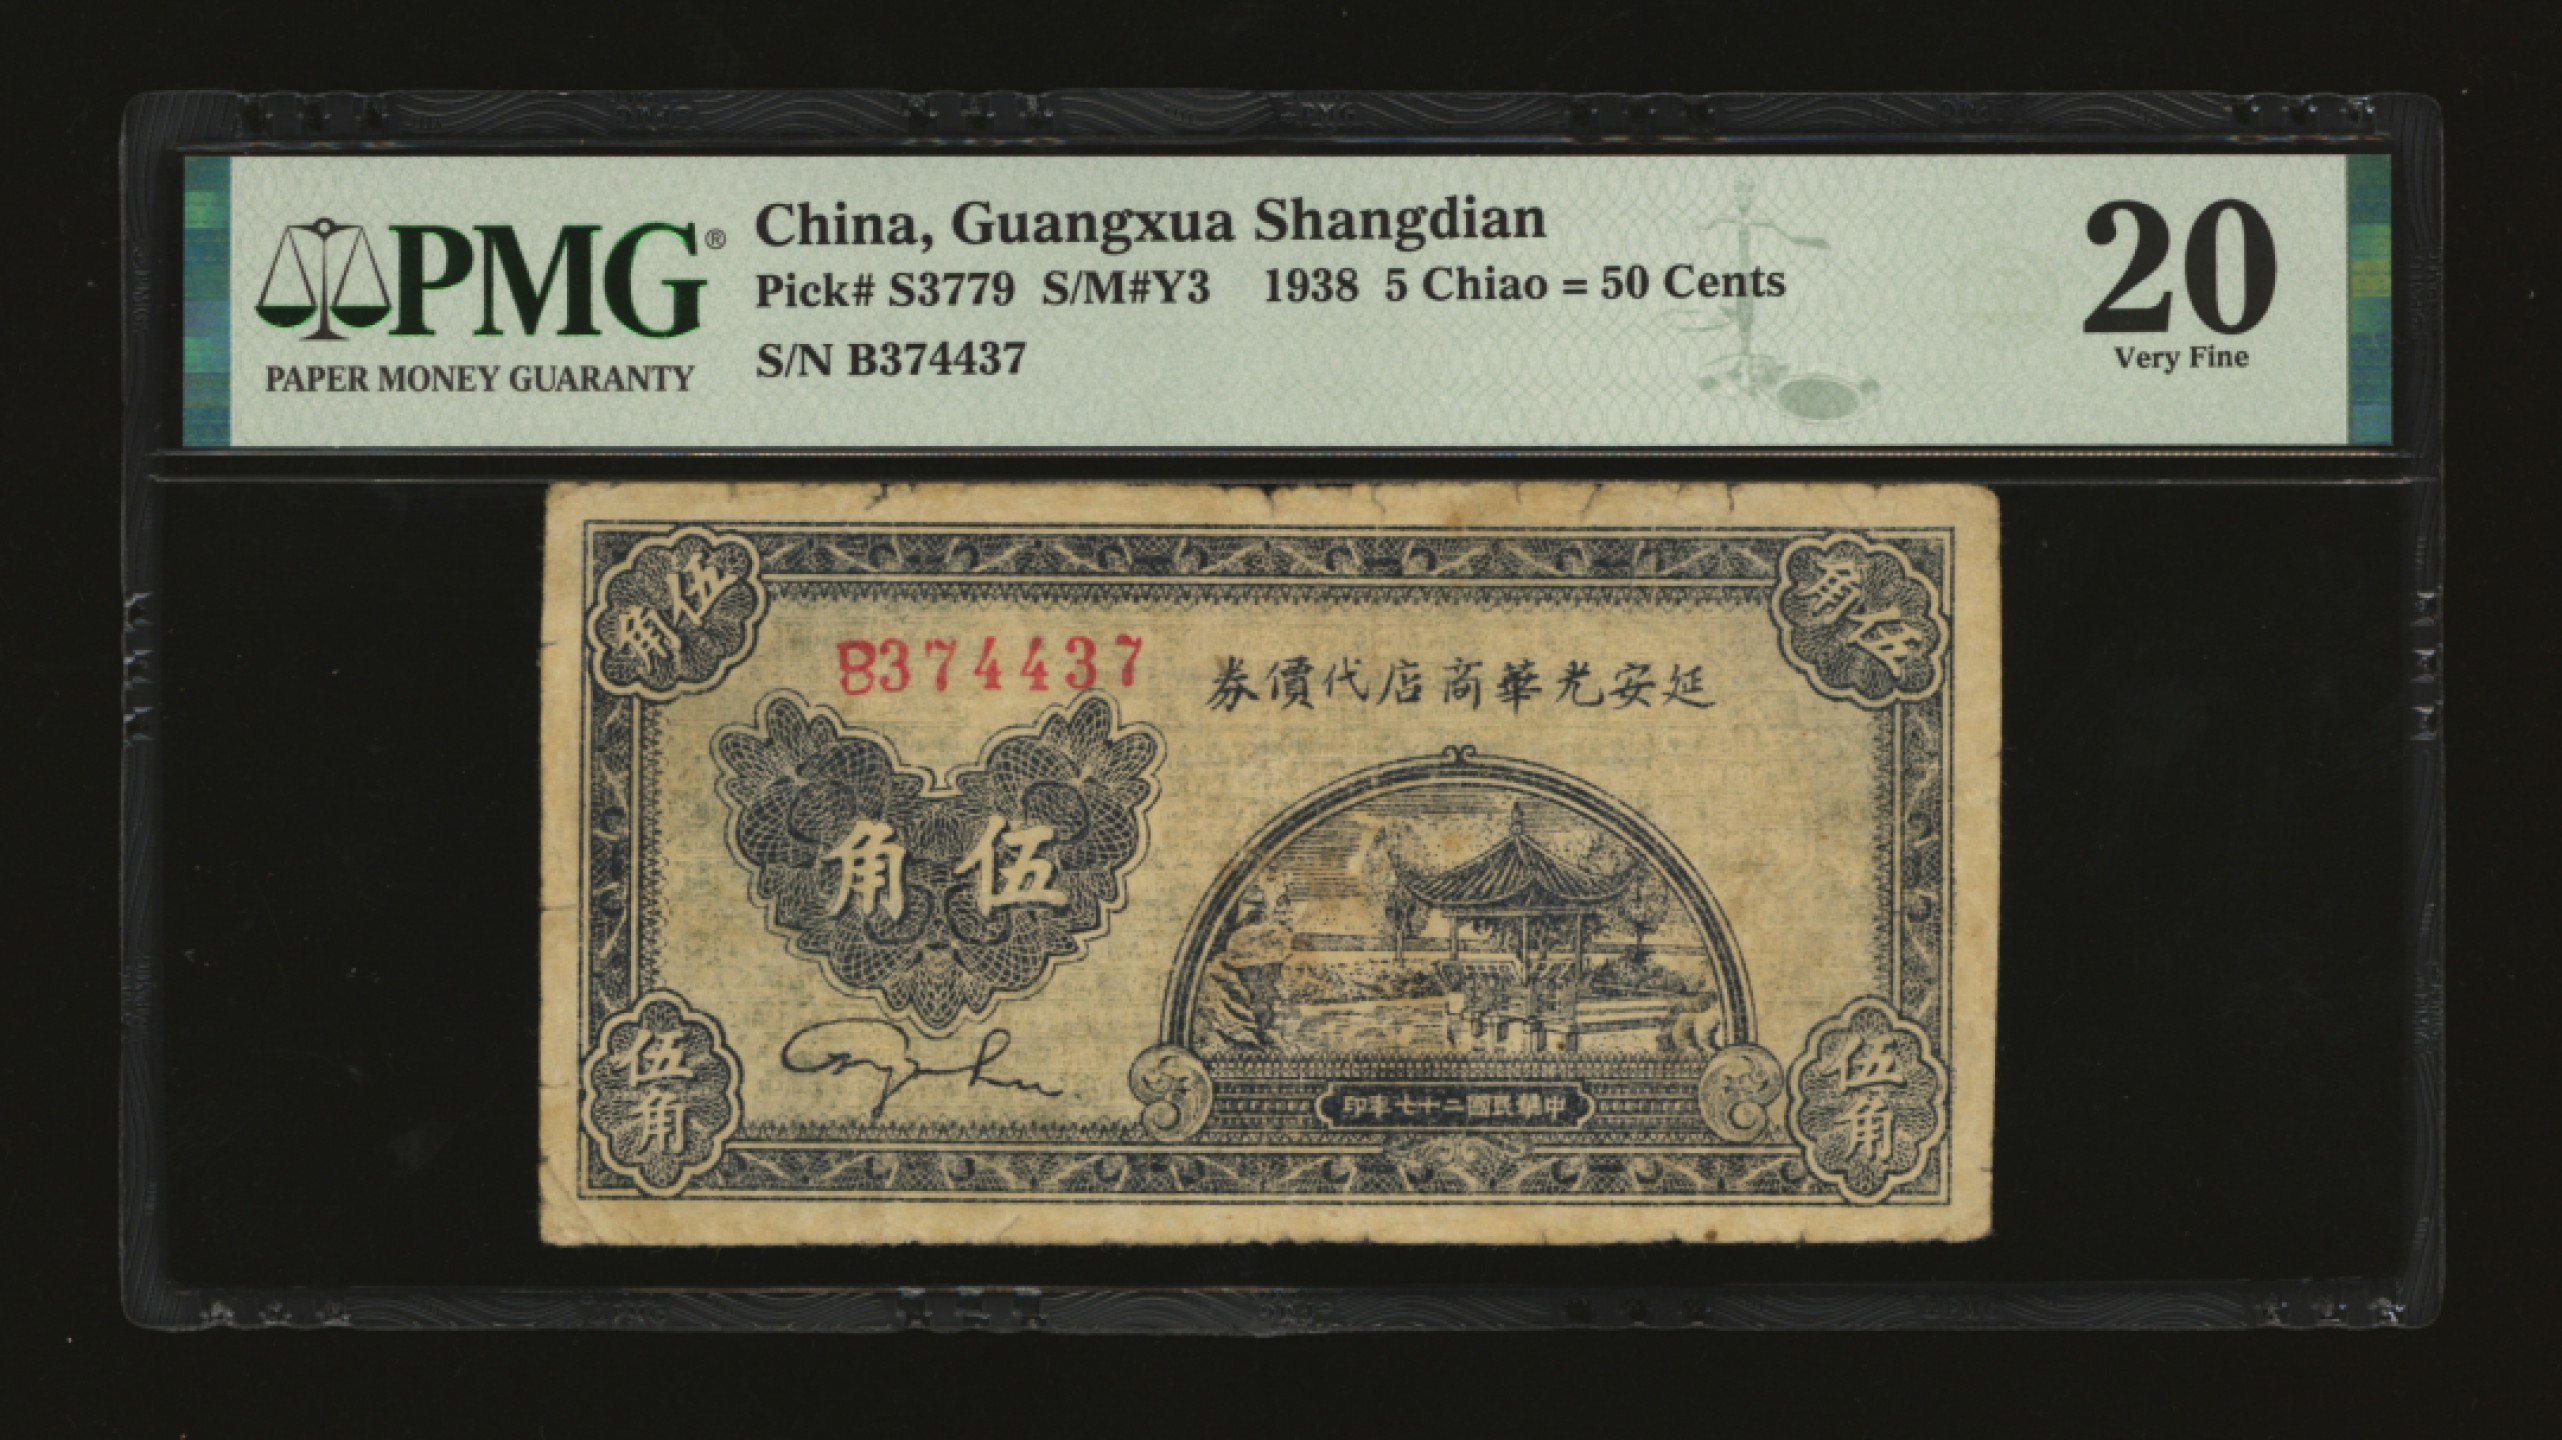 PMG®
PAPER MONEY GUARANTY
China, Guangxua Shangdian
Pick# S3779 S/M#Y3 1938 5 Chiao = 50 Cents
S/N B374437
20
Very Fine
伍角
角伍
B374437
券價代店商華光安延
角伍
印年七十二國民華中
伍角
伍角